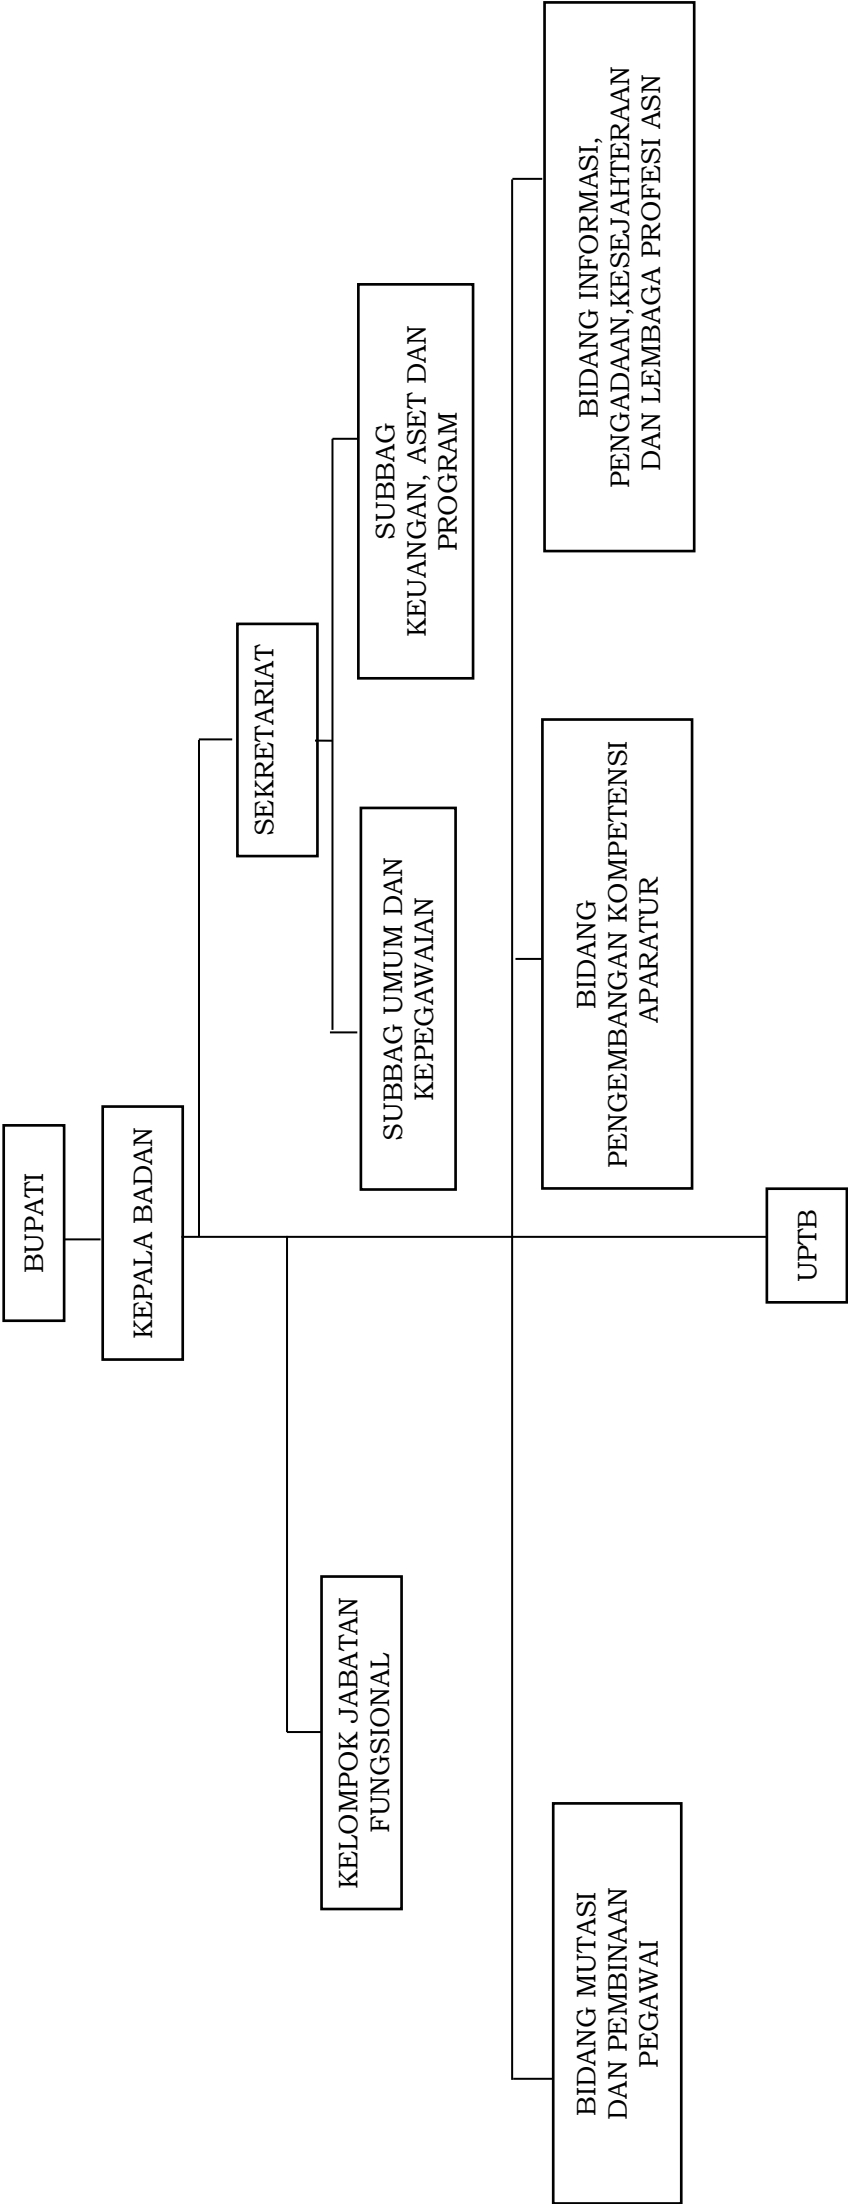 BUPATI
KEPALA BADAN
SEKRETARIAT
KELOMPOK JABATAN
FUNGSIONAL
SUBBAG UMUM DAN
KEPEGAWAIAN
SUBBAG
KEUANGAN, ASET DAN
PROGRAM
BIDANG MUTASI
DAN PEMBINAAN
PEGAWAI
BIDANG
PENGEMBANGAN KOMPETENSI
APARATUR
BIDANG INFORMASI,
PENGADAAN,KESEJAHTERAAN
DAN LEMBAGA PROFESI ASN
UPTB